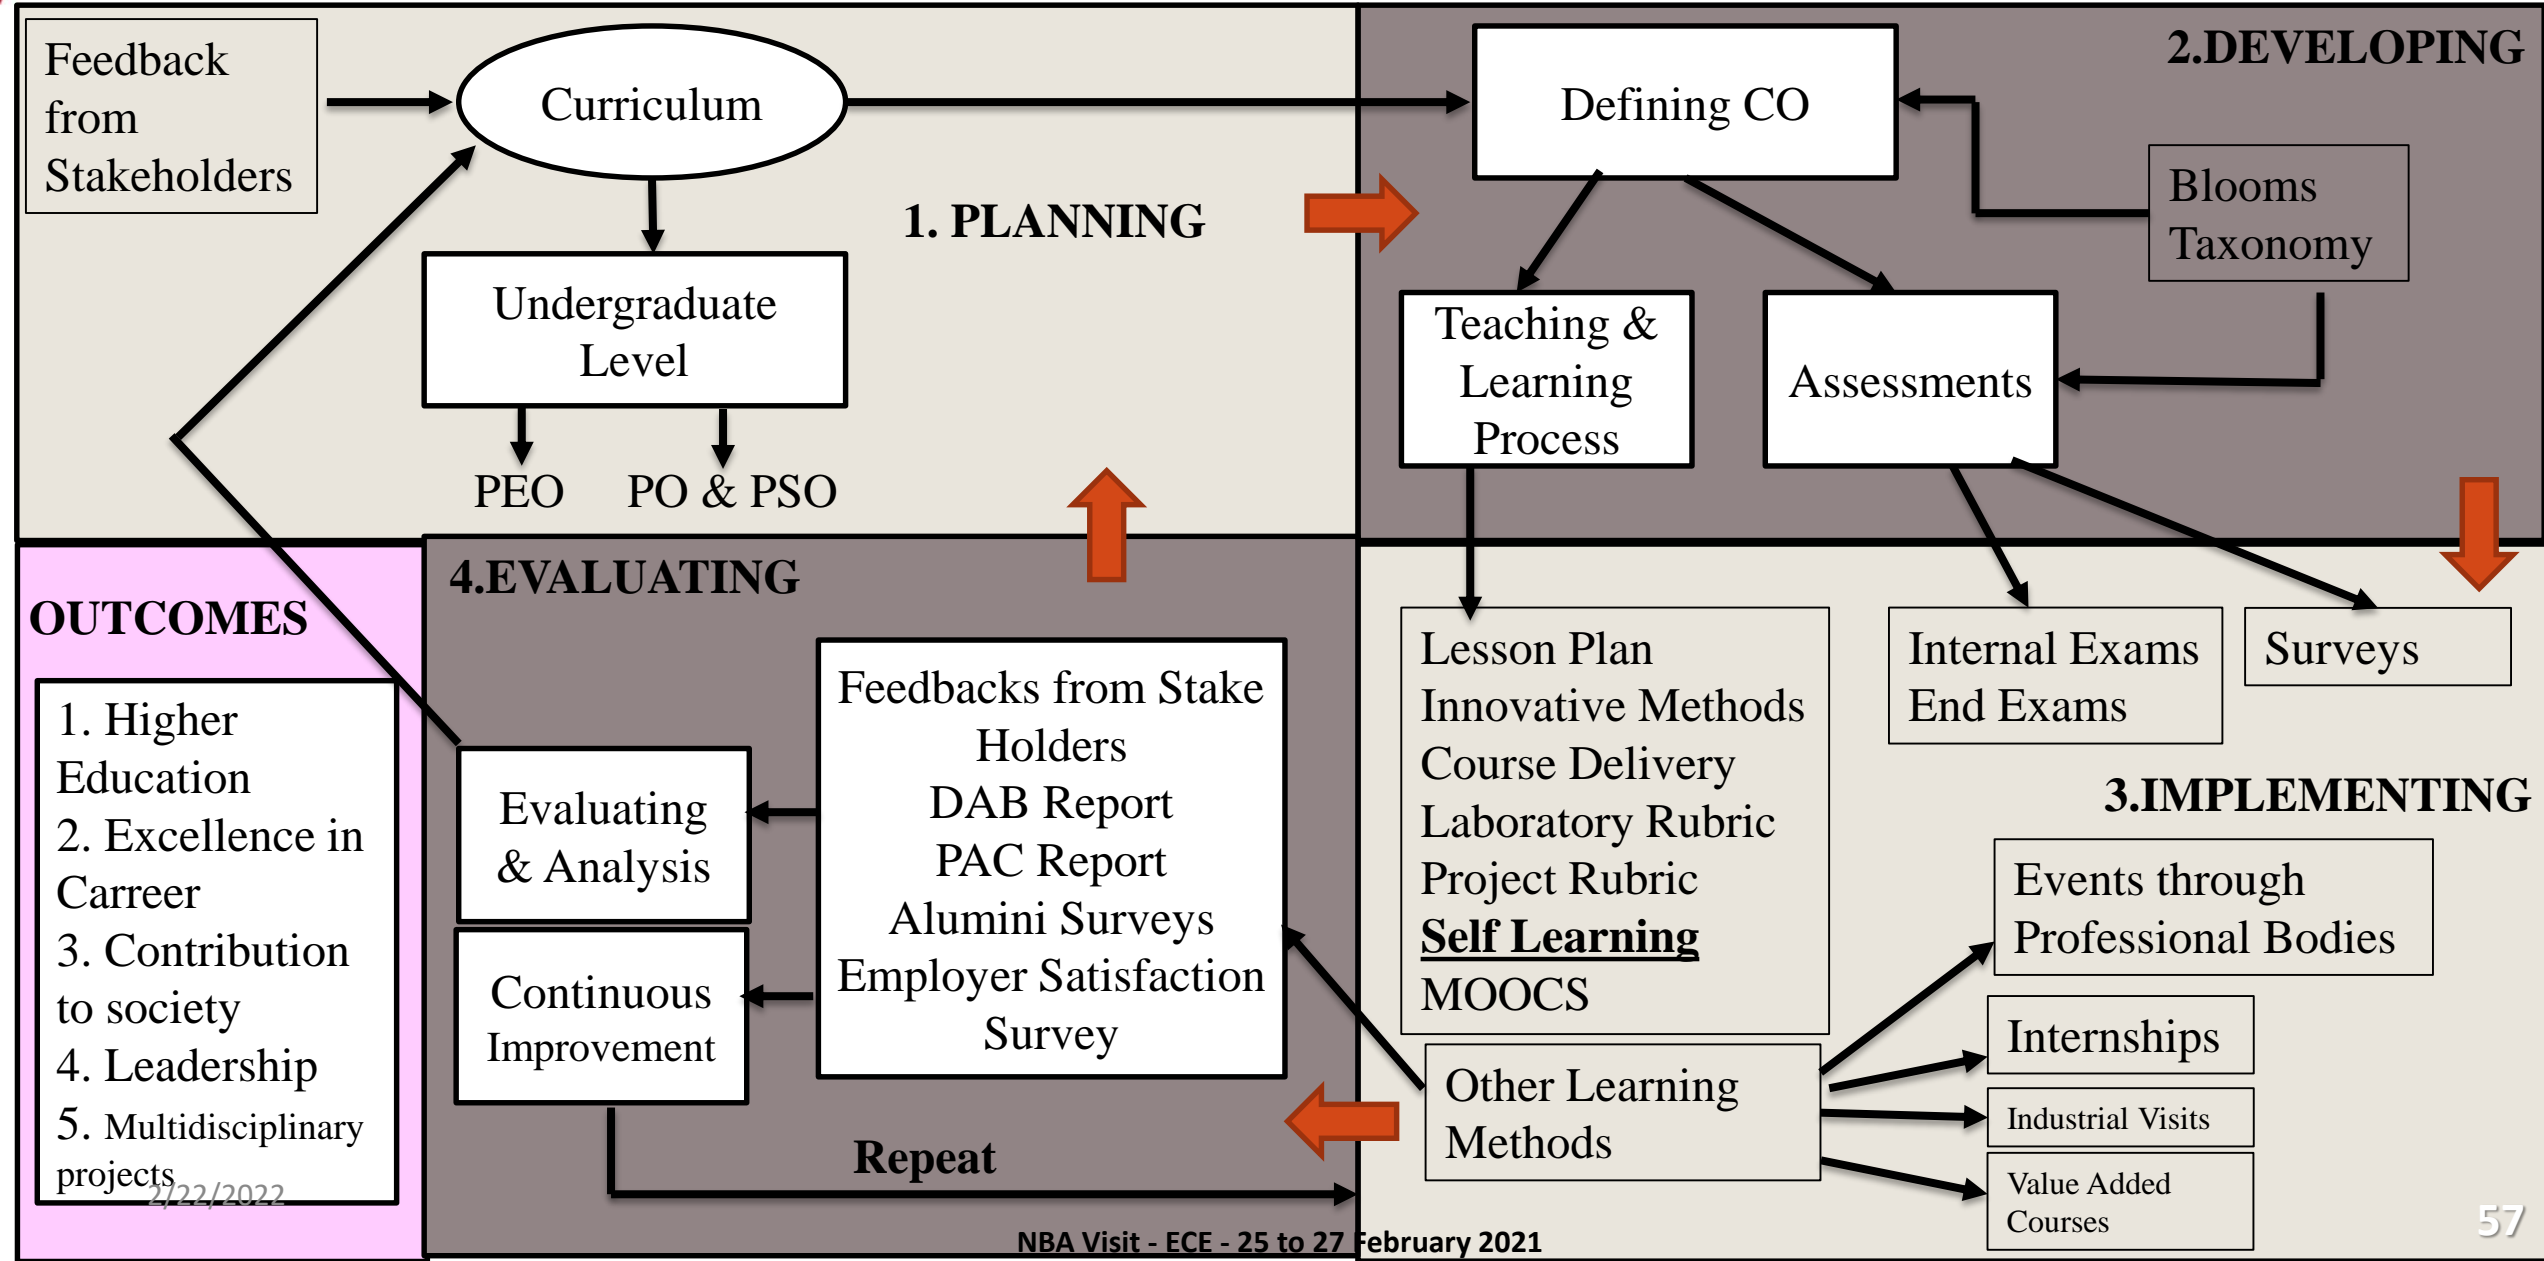 Feedback
from
Stakeholders
Curriculum
1. PLANNING
Undergraduate
Level
PEO
PO & PSO
2.DEVELOPING
Defining CO
Blooms
Taxonomy
Teaching &
Learning
Process
Assessments
OUTCOMES
1. Higher
Education
2. Excellence in
Carreer
3. Contribution
to society
4. Leadership
5. Multidisciplinary
projects
2/22/2022
4.EVALUATING
Evaluating
& Analysis
Continuous
Improvement
Feedbacks from Stake
Holders
DAB Report
PAC Report
Alumini Surveys
Employer Satisfaction
Survey
Repeat
Lesson Plan
Innovative Methods
Course Delivery
Laboratory Rubric
Project Rubric
Self Learning
MOOCS
Internal Exams
End Exams
Surveys
3.IMPLEMENTING
Other Learning
Methods
Events through
Professional Bodies
Internships
Industrial Visits
Value Added
Courses
NBA Visit - ECE - 25 to 27 February 2021
57